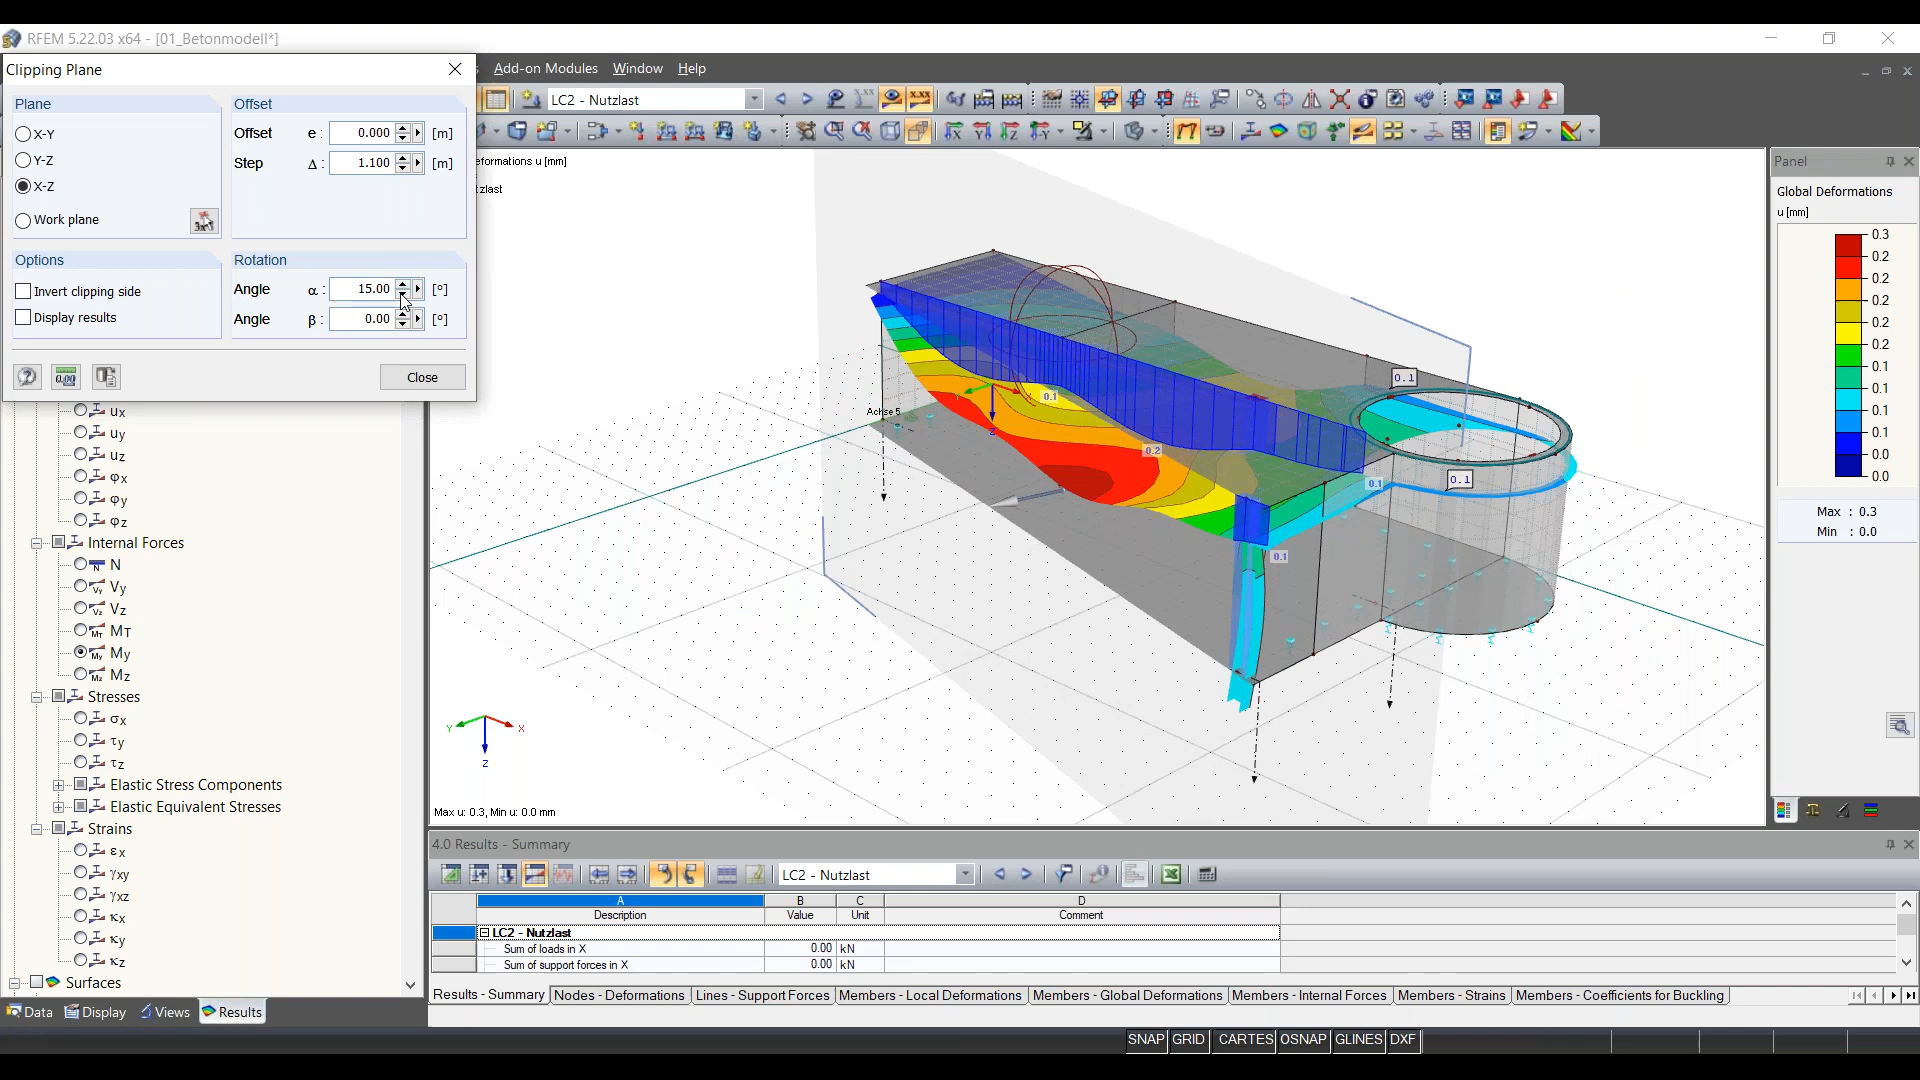 RFEM 5.22.03 x64 - [01_Betonmodell*]
Clipping Plane
Add-on Modules Window Help
Plane
X-Y
Y-Z
X-Z
Work plane
Offset
Offset e : 0.000 [m]
Step Δ : 1.100 [m]
Options
Invert clipping side
Display results
Rotation
Angle α : 15.00 [°]
Angle β : 0.00 [°]
Close
LC2 - Nutzlast
eformations u [mm]
tzlast
ux
uy
uz
φx
φy
φz
Internal Forces
N
Vy
Vz
MT
My
Mz
Stresses
σx
τy
τz
Elastic Stress Components
Elastic Equivalent Stresses
Strains
εx
γxy
γxz
κx
κy
κz
Surfaces
Data Display Views Results
Achse 5
0.1
0.1
0.2
0.1
0.1
0.1
X
Y
Z
Max u: 0.3, Min u: 0.0 mm
Panel
Global Deformations
u [mm]
0.3
0.2
0.2
0.2
0.2
0.2
0.1
0.1
0.1
0.1
0.0
0.0
Max : 0.3
Min : 0.0
4.0 Results - Summary
LC2 - Nutzlast
A B C D
Description Value Unit Comment
LC2 - Nutzlast
Sum of loads in X 0.00 kN
Sum of support forces in X 0.00 kN
Results - Summary Nodes - Deformations Lines - Support Forces Members - Local Deformations Members - Global Deformations Members - Internal Forces Members - Strains Members - Coefficients for Buckling
SNAP GRID CARTES OSNAP GLINES DXF